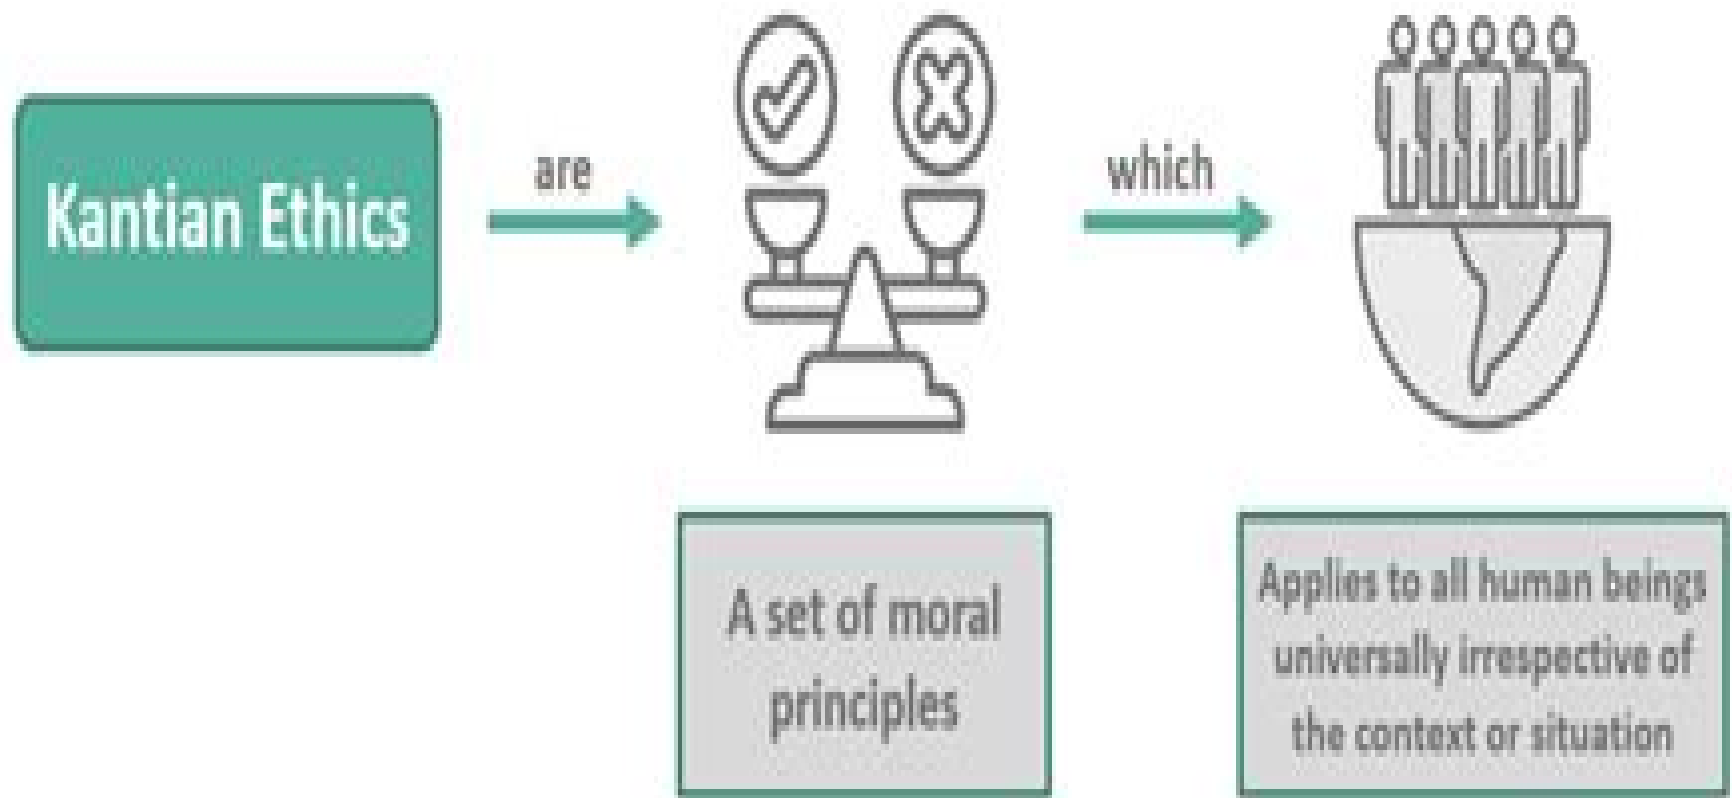 Kantian Ethics
are
which
A set of moral
principles
Applies to all human beings
universally irrespective of
the context or situation